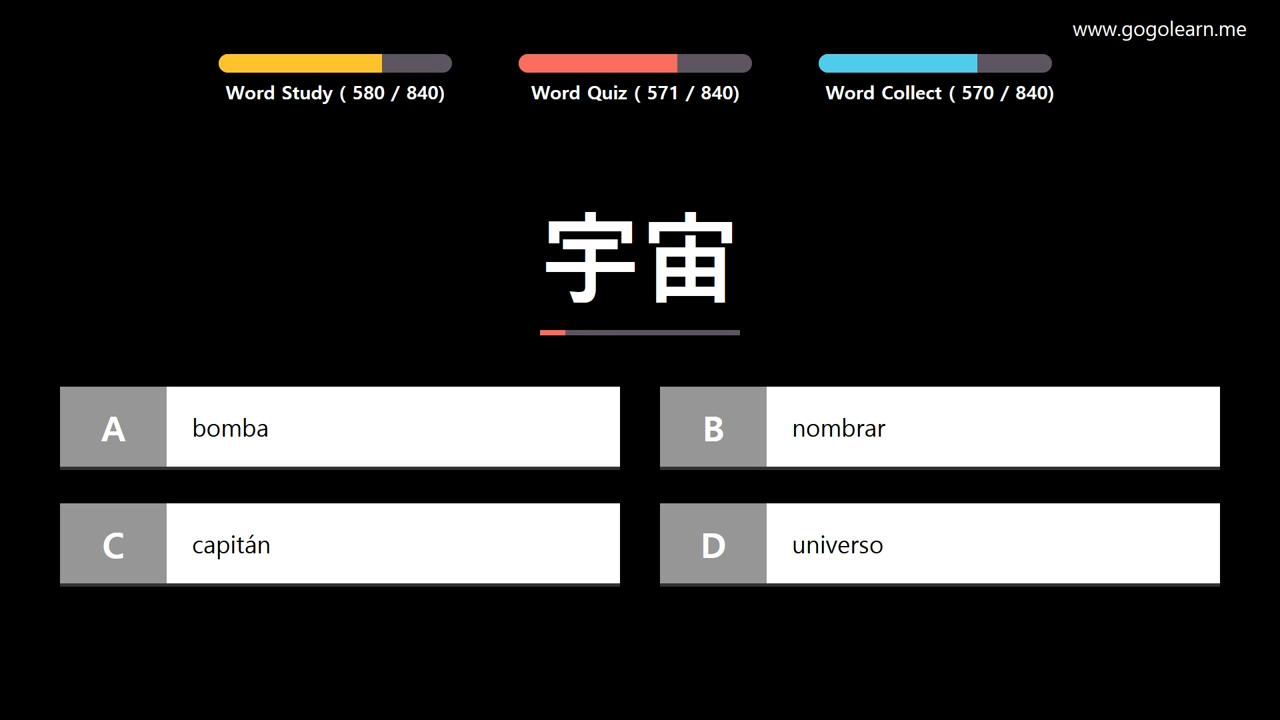 www.gogolearn.me
Word Study ( 580 / 840)
Word Quiz ( 571 / 840)
Word Collect ( 570 / 840)
宇宙
A bomba
B nombrar
C capitán
D universo